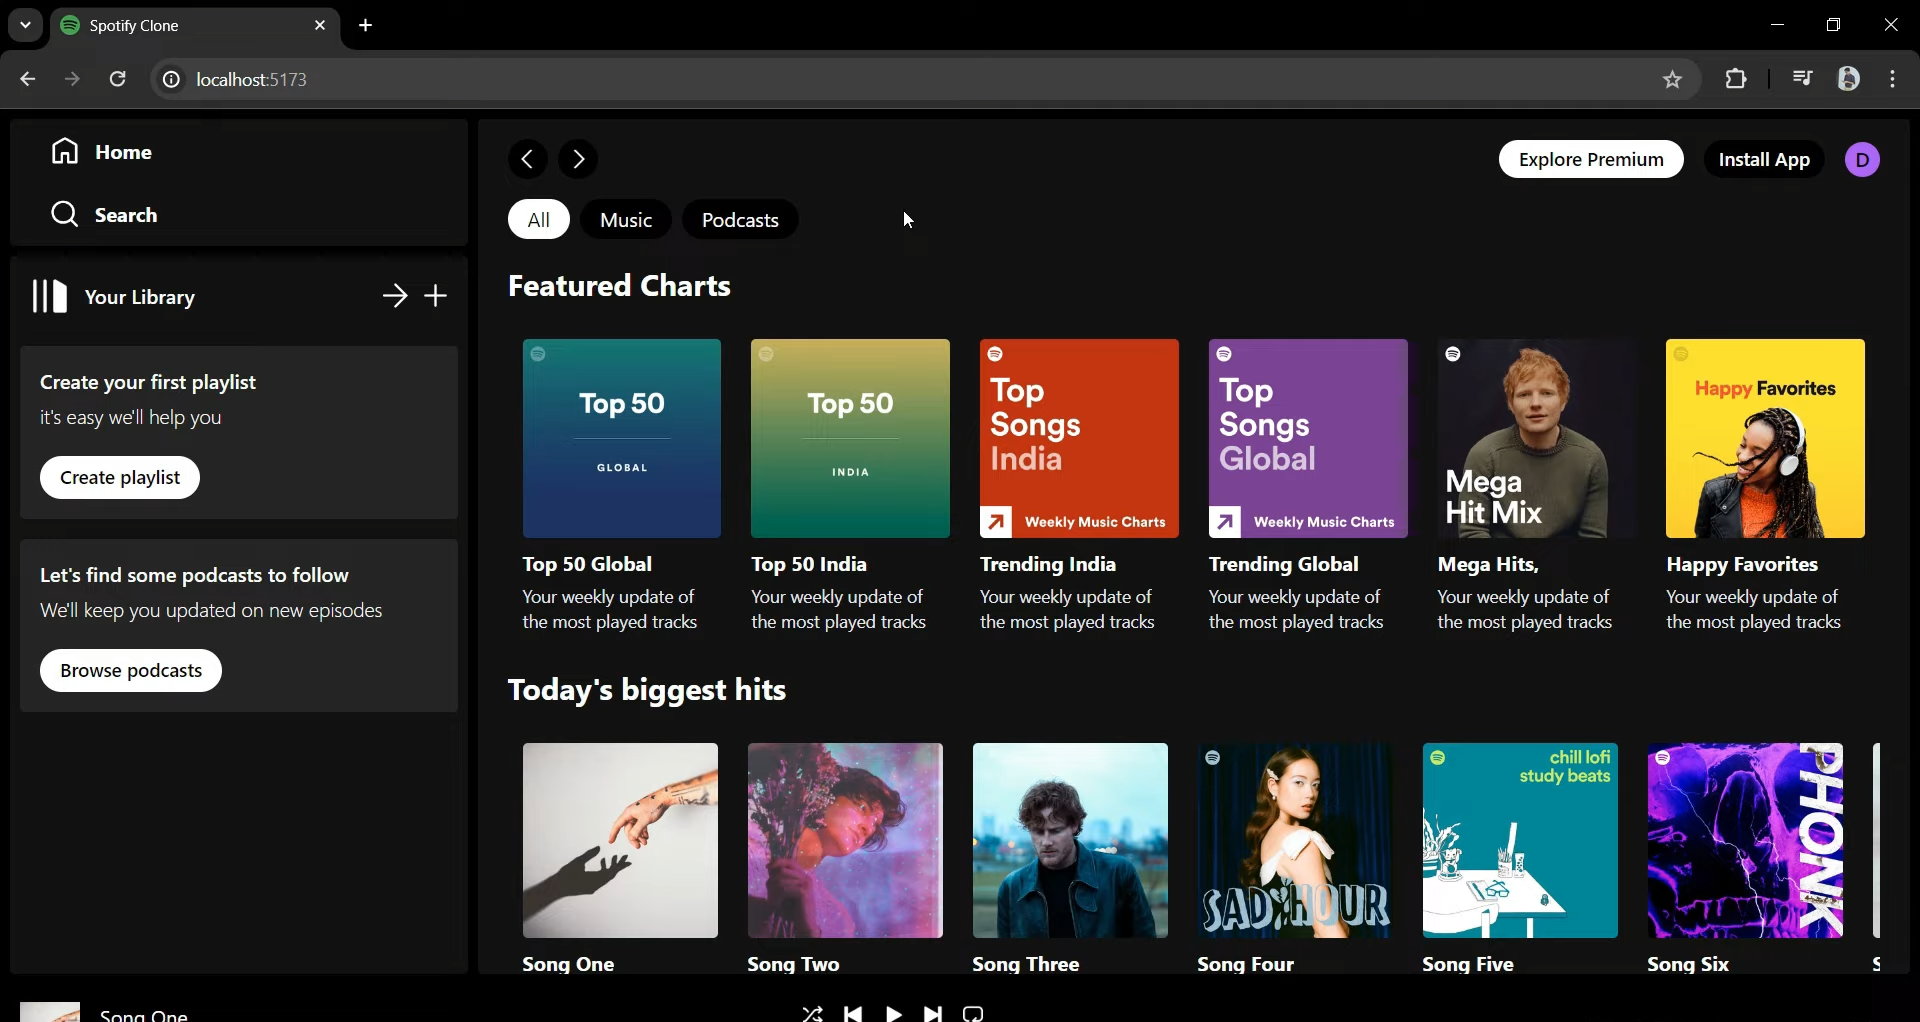 Spotify Clone
localhost:5173
Home
Search
Your Library
Create your first playlist
it's easy we'll help you
Create playlist
Let's find some podcasts to follow
We'll keep you updated on new episodes
Browse podcasts
Explore Premium
Install App
D
All
Music
Podcasts
Featured Charts
Top 50
GLOBAL
Top 50
INDIA
Top
Songs
India
Weekly Music Charts
Top
Songs
Global
Weekly Music Charts
Mega
Hit Mix
Happy Favorites
Top 50 Global
Your weekly update of
the most played tracks
Top 50 India
Your weekly update of
the most played tracks
Trending India
Your weekly update of
the most played tracks
Trending Global
Your weekly update of
the most played tracks
Mega Hits,
Your weekly update of
the most played tracks
Happy Favorites
Your weekly update of
the most played tracks
Today's biggest hits
SAD HOUR
chill lofi
study beats
PHONK
Song One
Song Two
Song Three
Song Four
Song Five
Song Six
Song One